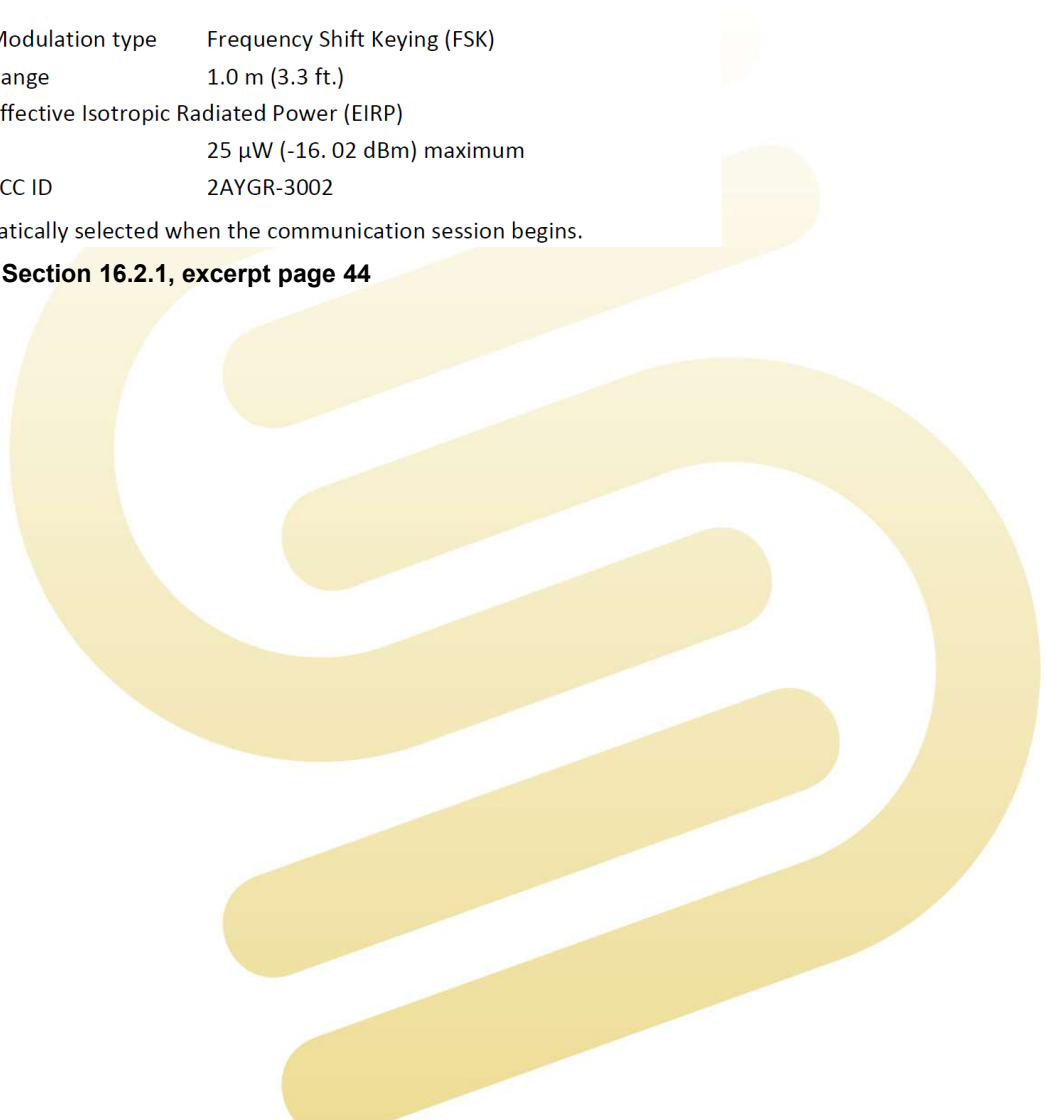 Modulation type Frequency Shift Keying (FSK)
ange 1.0 m (3.3 ft.)
ffective Isotropic Radiated Power (EIRP)
25 µW (-16. 02 dBm) maximum
CC ID 2AYGR-3002
atically selected when the communication session begins.
Section 16.2.1, excerpt page 44